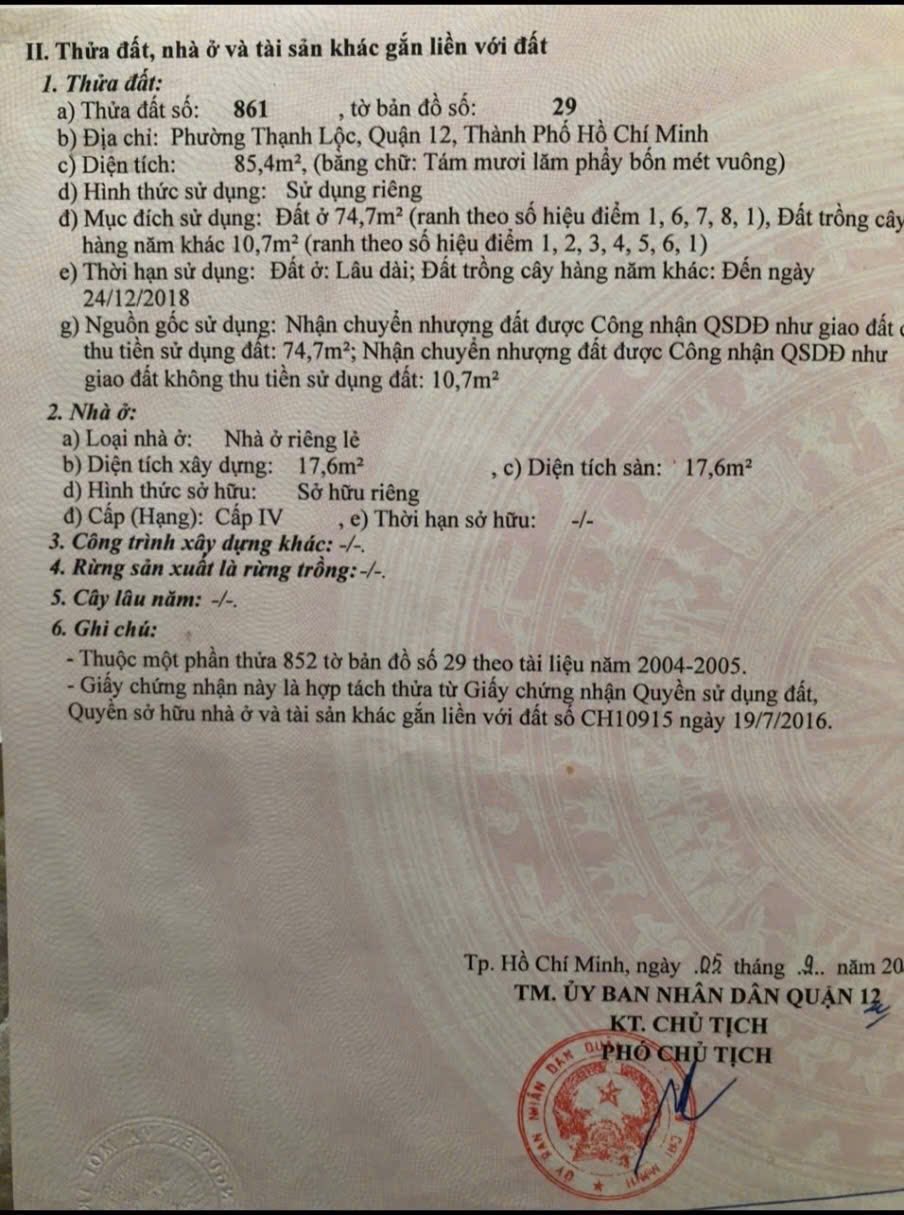 II. Thửa đất, nhà ở và tài sản khác gắn liền với đất
1. Thửa đất:
a) Thửa đất số: 861 , tờ bản đồ số: 29
b) Địa chỉ: Phường Thạnh Lộc, Quận 12, Thành Phố Hồ Chí Minh
c) Diện tích: 85,4m², (bằng chữ: Tám mươi lăm phẩy bốn mét vuông)
d) Hình thức sử dụng: Sử dụng riêng
đ) Mục đích sử dụng: Đất ở 74,7m² (ranh theo số hiệu điểm 1, 6, 7, 8, 1), Đất trồng cây
hàng năm khác 10,7m² (ranh theo số hiệu điểm 1, 2, 3, 4, 5, 6, 1)
e) Thời hạn sử dụng: Đất ở: Lâu dài; Đất trồng cây hàng năm khác: Đến ngày
24/12/2018
g) Nguồn gốc sử dụng: Nhận chuyển nhượng đất được Công nhận QSDĐ như giao đất
thu tiền sử dụng đất: 74,7m²; Nhận chuyển nhượng đất được Công nhận QSDĐ như
giao đất không thu tiền sử dụng đất: 10,7m²
2. Nhà ở:
a) Loại nhà ở: Nhà ở riêng lẻ
b) Diện tích xây dựng: 17,6m² , c) Diện tích sàn: 17,6m²
d) Hình thức sở hữu: Sở hữu riêng
đ) Cấp (Hạng): Cấp IV , e) Thời hạn sở hữu: -/-
3. Công trình xây dựng khác: -/-.
4. Rừng sản xuất là rừng trồng: -/-.
5. Cây lâu năm: -/-.
6. Ghi chú:
- Thuộc một phần thửa 852 tờ bản đồ số 29 theo tài liệu năm 2004-2005.
- Giấy chứng nhận này là hợp tách thửa từ Giấy chứng nhận Quyền sử dụng đất,
Quyền sở hữu nhà ở và tài sản khác gắn liền với đất số CH10915 ngày 19/7/2016.
Tp. Hồ Chí Minh, ngày .05 tháng .9.. năm 20
TM. ỦY BAN NHÂN DÂN QUẬN 12
KT. CHỦ TỊCH
PHÓ CHỦ TỊCH